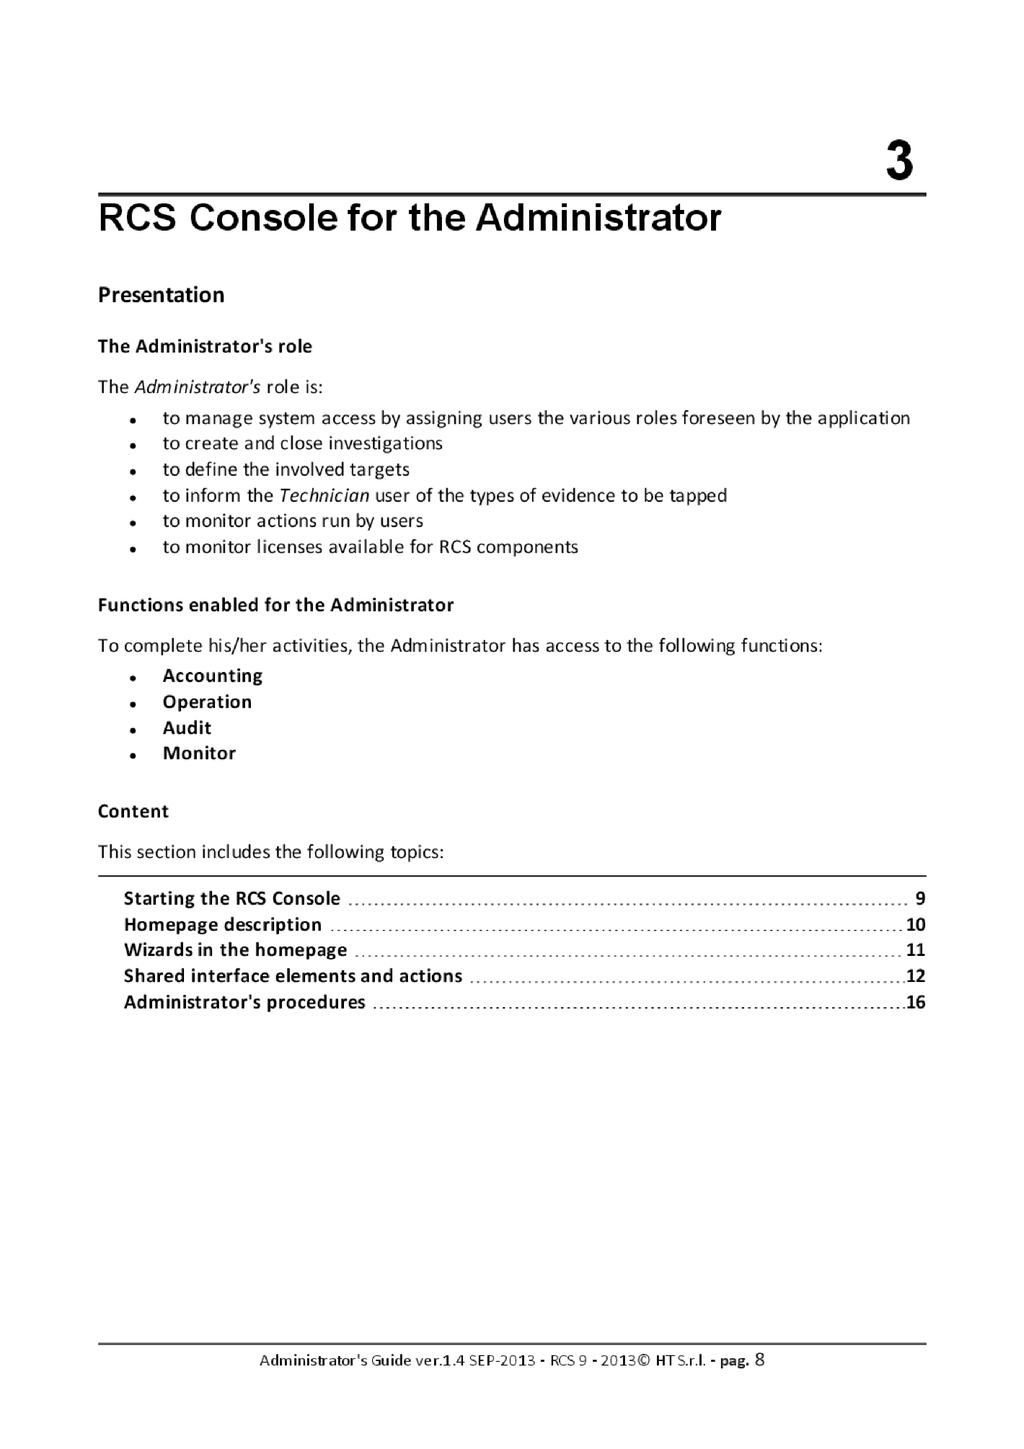 3
RCS Console for the Administrator
Presentation
The Administrator's role
The Administrator's role is:
• to manage system access by assigning users the various roles foreseen by the application
• to create and close investigations
• to define the involved targets
• to inform the Technician user of the types of evidence to be tapped
• to monitor actions run by users
• to monitor licenses available for RCS components
Functions enabled for the Administrator
To complete his/her activities, the Administrator has access to the following functions:
• Accounting
• Operation
• Audit
• Monitor
Content
This section includes the following topics:
Starting the RCS Console 9
Homepage description 10
Wizards in the homepage 11
Shared interface elements and actions 12
Administrator's procedures 16
Administrator's Guide ver.1.4 SEP-2013 - RCS 9 - 2013© HT S.r.l. - pag. 8